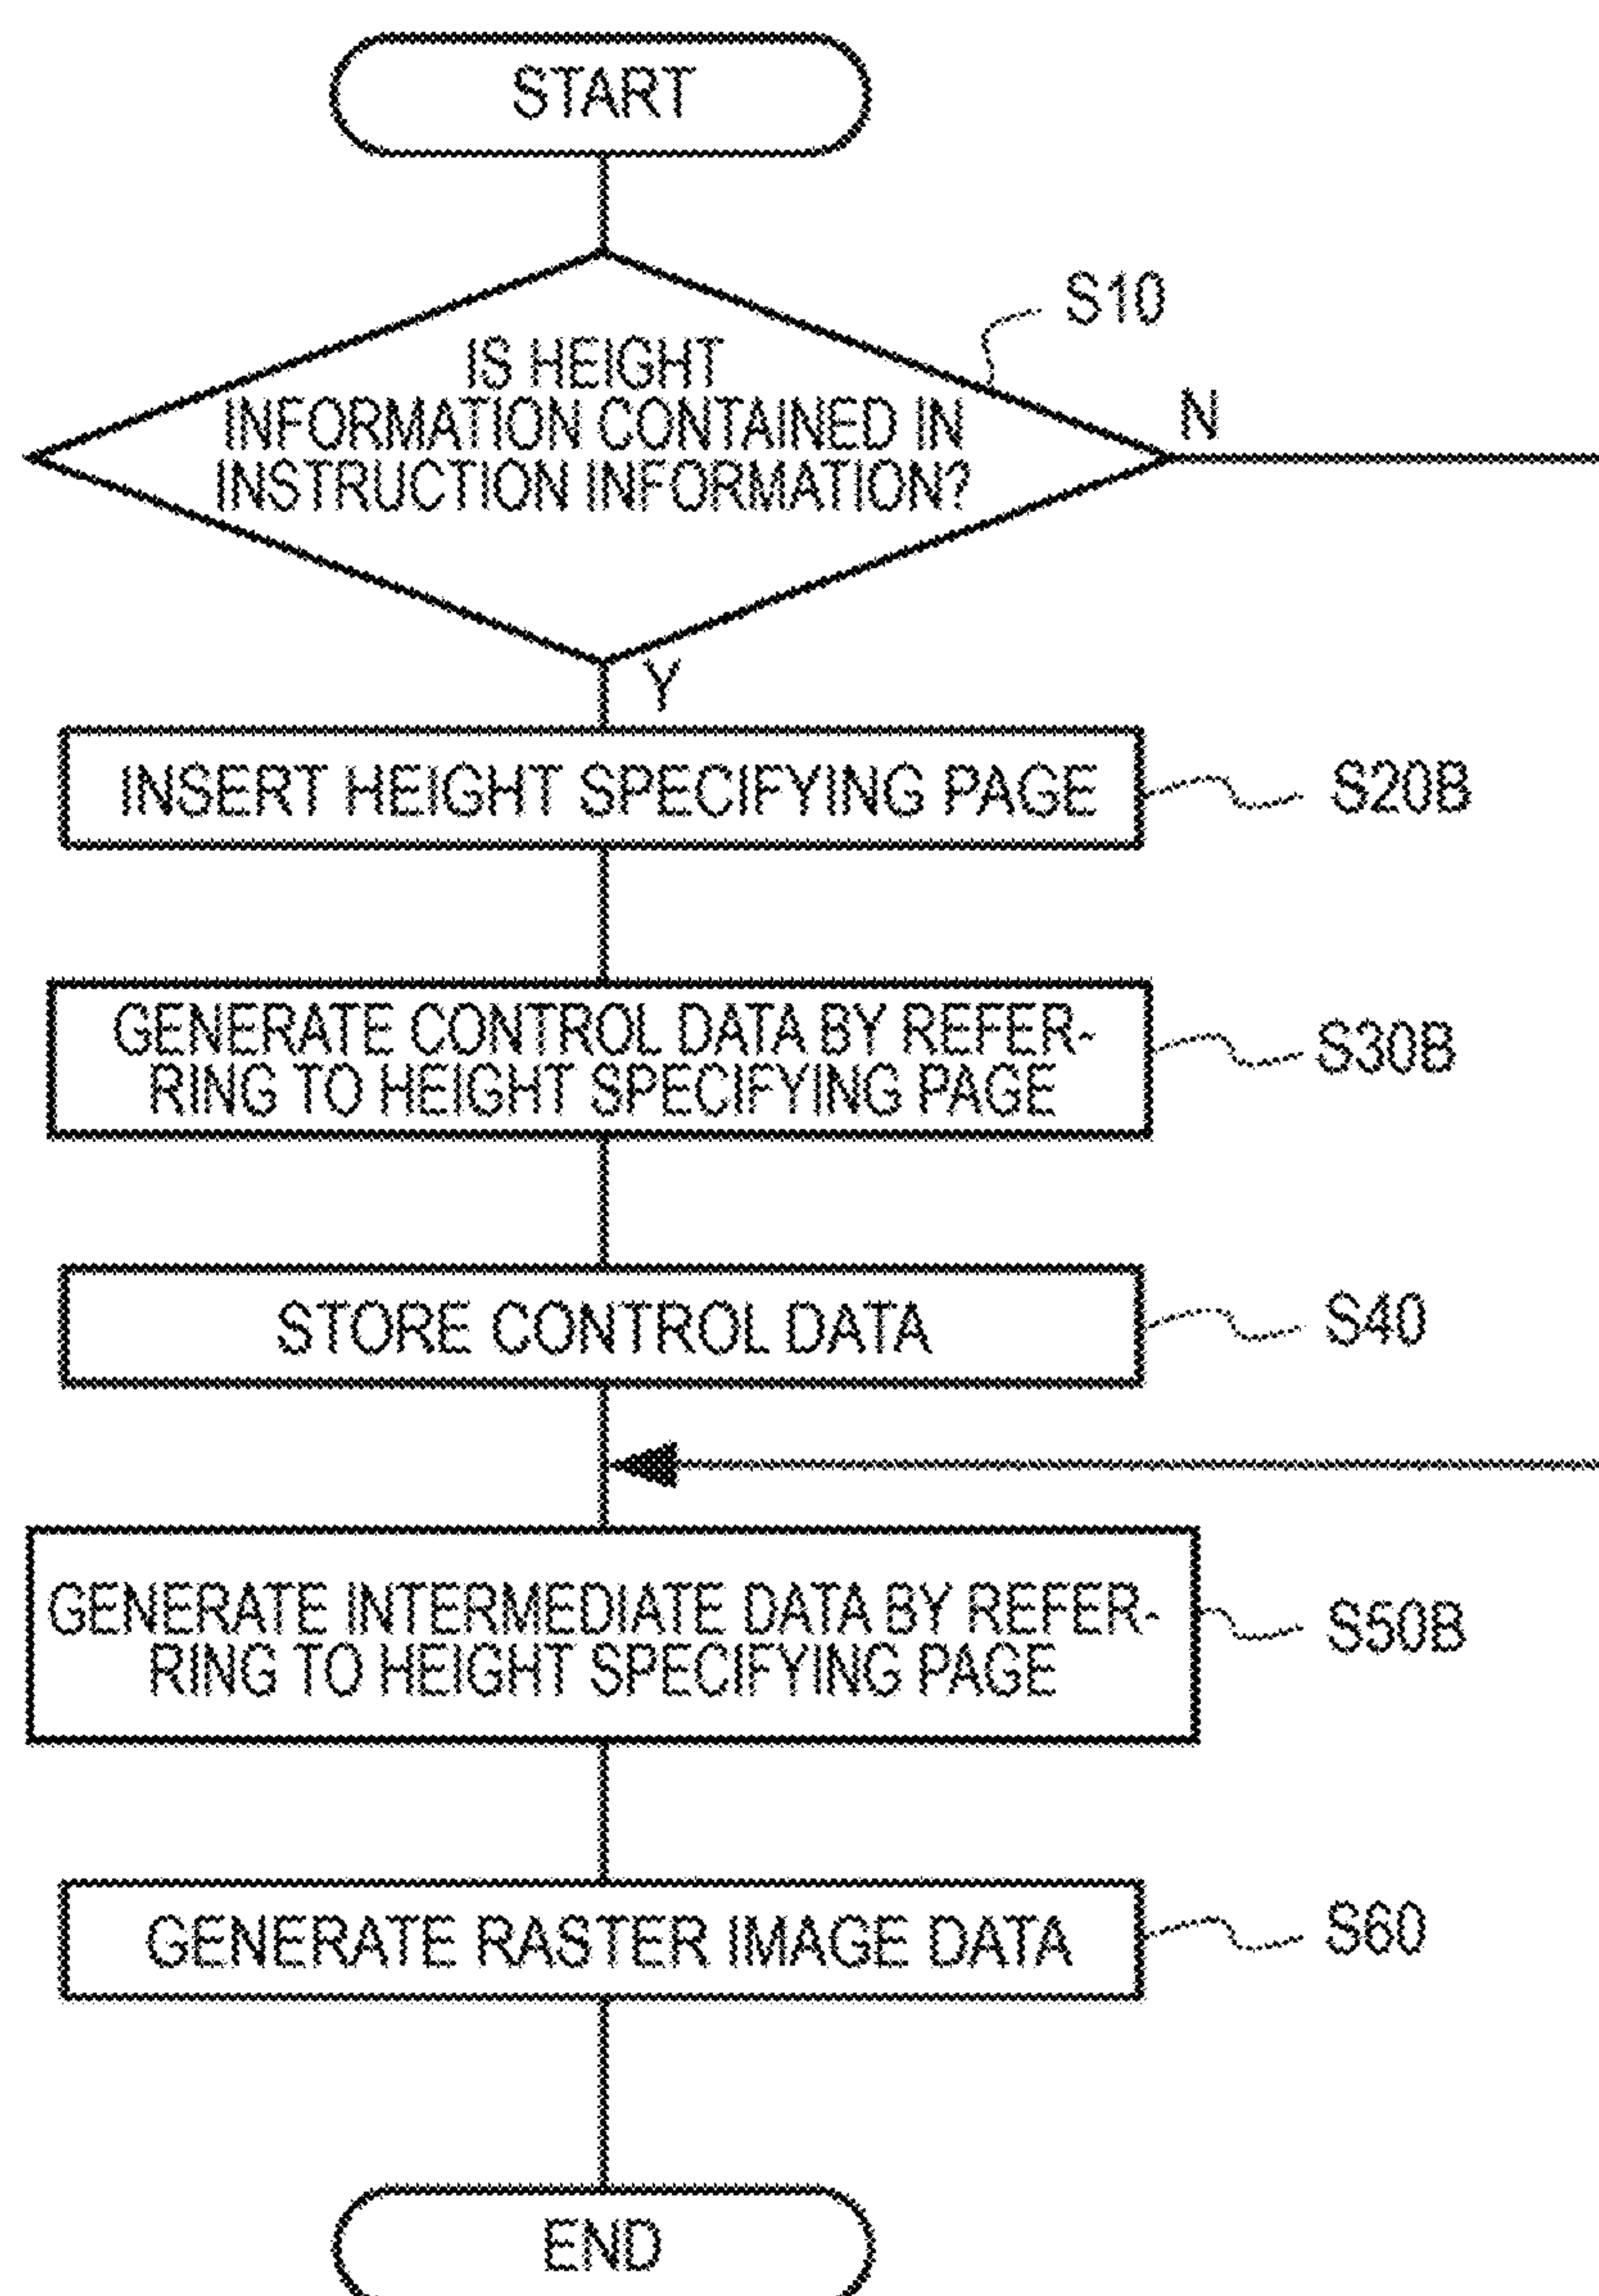 START
S10
IS HEIGHT
INFORMATION CONTAINED IN
INSTRUCTION INFORMATION?
N
Y
INSERT HEIGHT SPECIFYING PAGE
S20B
GENERATE CONTROL DATA BY REFER-
RING TO HEIGHT SPECIFYING PAGE
S30B
STORE CONTROL DATA
S40
GENERATE INTERMEDIATE DATA BY REFER-
RING TO HEIGHT SPECIFYING PAGE
S50B
GENERATE RASTER IMAGE DATA
S60
END